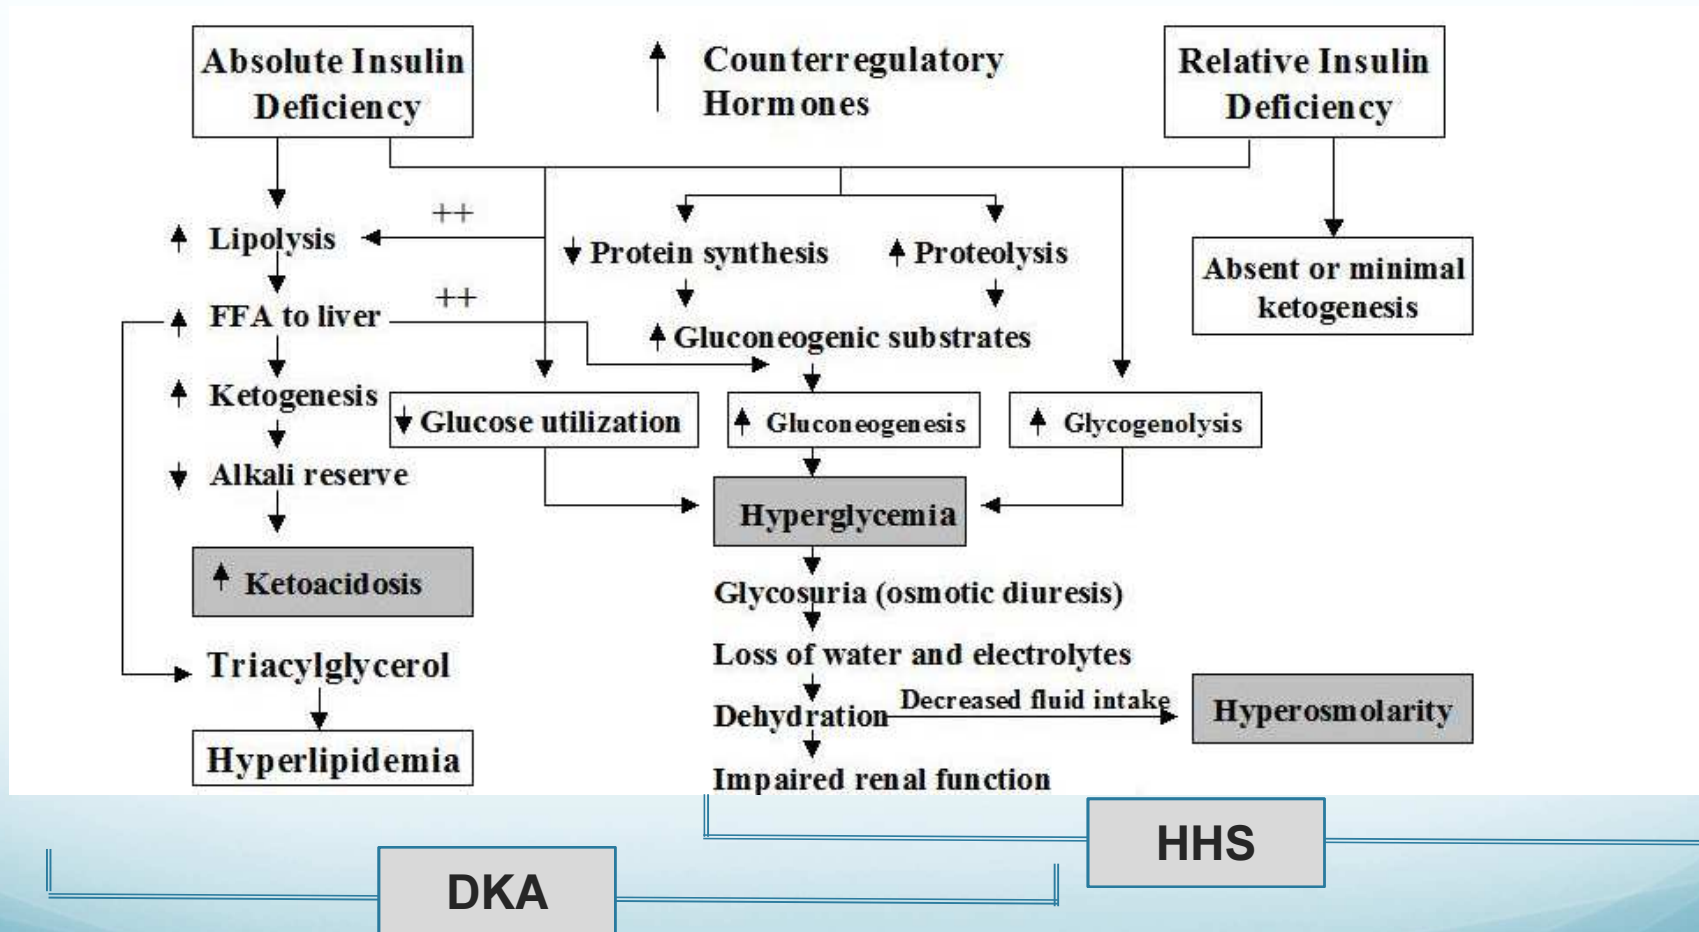 Absolute Insulin
Deficiency
Counterregulatory
Hormones
Relative Insulin
Deficiency
++
Lipolysis
Protein synthesis
Proteolysis
Absent or minimal
ketogenesis
++
FFA to liver
Gluconeogenic substrates
Ketogenesis
Glucose utilization
Gluconeogenesis
Glycogenolysis
Alkali reserve
Hyperglycemia
Ketoacidosis
Glycosuria (osmotic diuresis)
Loss of water and electrolytes
Triacylglycerol
Decreased fluid intake
Dehydration
Hyperosmolarity
Hyperlipidemia
Impaired renal function
HHS
DKA